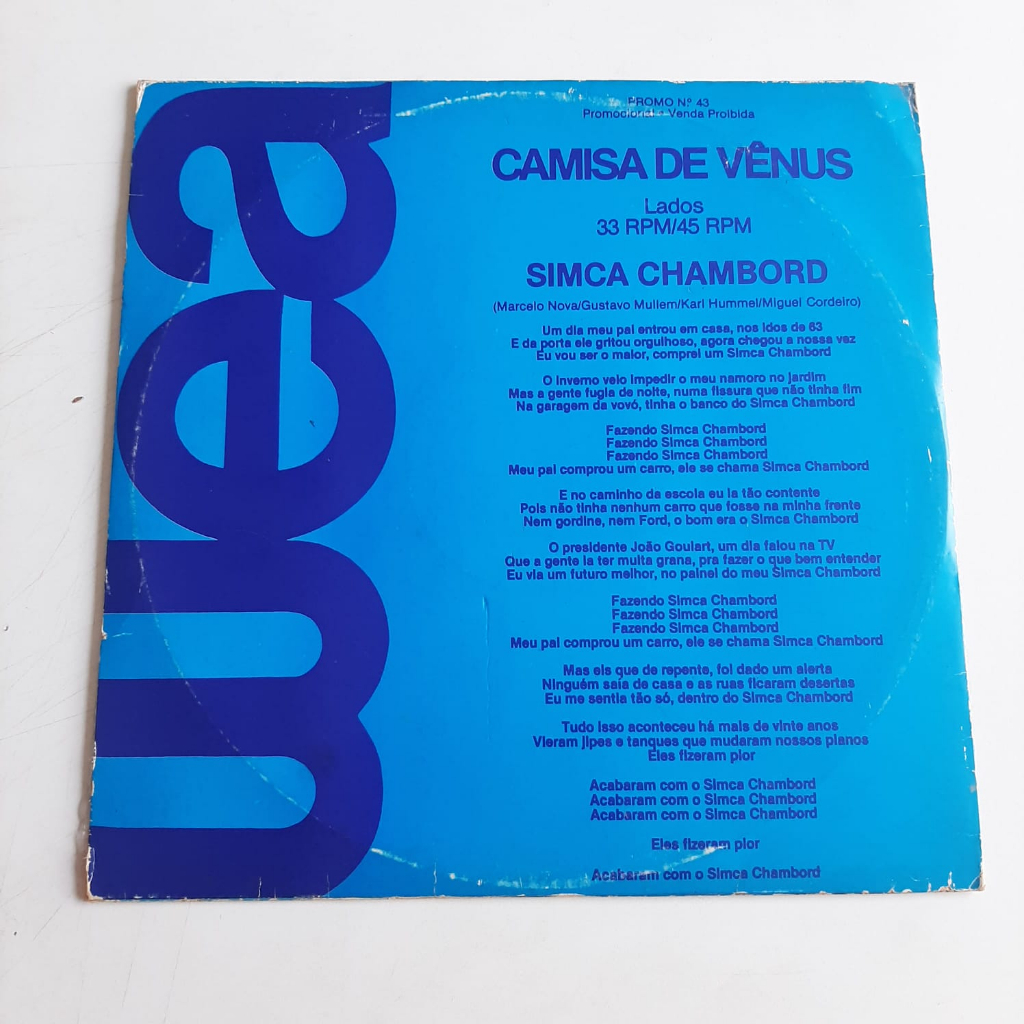 wea
PROMO N.º 43
Promocional - Venda Proibida
CAMISA DE VÊNUS
Lados
33 RPM/45 RPM
SIMCA CHAMBORD
(Marcelo Nova/Gustavo Mullem/Karl Hummel/Miguel Cordeiro)
Um dia meu pai entrou em casa, nos idos de 63
E da porta ele gritou orgulhoso, agora chegou a nossa vez
Eu vou ser o maior, comprei um Simca Chambord
O inverno veio impedir o meu namoro no jardim
Mas a gente fugia de noite, numa fissura que não tinha fim
Na garagem da vovó, tinha o banco do Simca Chambord
Fazendo Simca Chambord
Fazendo Simca Chambord
Fazendo Simca Chambord
Meu pai comprou um carro, ele se chama Simca Chambord
E no caminho da escola eu ia tão contente
Pois não tinha nenhum carro que fosse na minha frente
Nem gordine, nem Ford, o bom era o Simca Chambord
O presidente João Goulart, um dia falou na TV
Que a gente ia ter muita grana, pra fazer o que bem entender
Eu via um futuro melhor, no painel do meu Simca Chambord
Fazendo Simca Chambord
Fazendo Simca Chambord
Fazendo Simca Chambord
Meu pai comprou um carro, ele se chama Simca Chambord
Mas eis que de repente, foi dado um alerta
Ninguém saía de casa e as ruas ficaram desertas
Eu me sentia tão só, dentro do Simca Chambord
Tudo isso aconteceu há mais de vinte anos
Vieram jipes e tanques que mudaram nossos planos
Eles fizeram pior
Acabaram com o Simca Chambord
Acabaram com o Simca Chambord
Acabaram com o Simca Chambord
Eles fizeram pior
Acabaram com o Simca Chambord